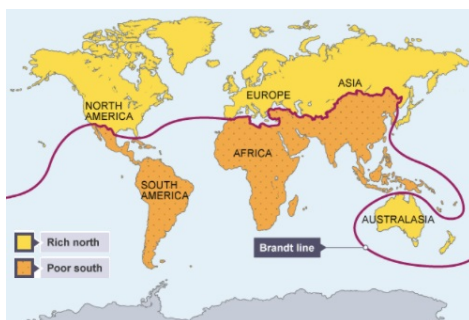 ASIA
EUROPE
NORTH
AMERICA
AFRICA
SOUTH
AMERICA
AUSTRALASIA
Rich north
Brandt line
Poor south